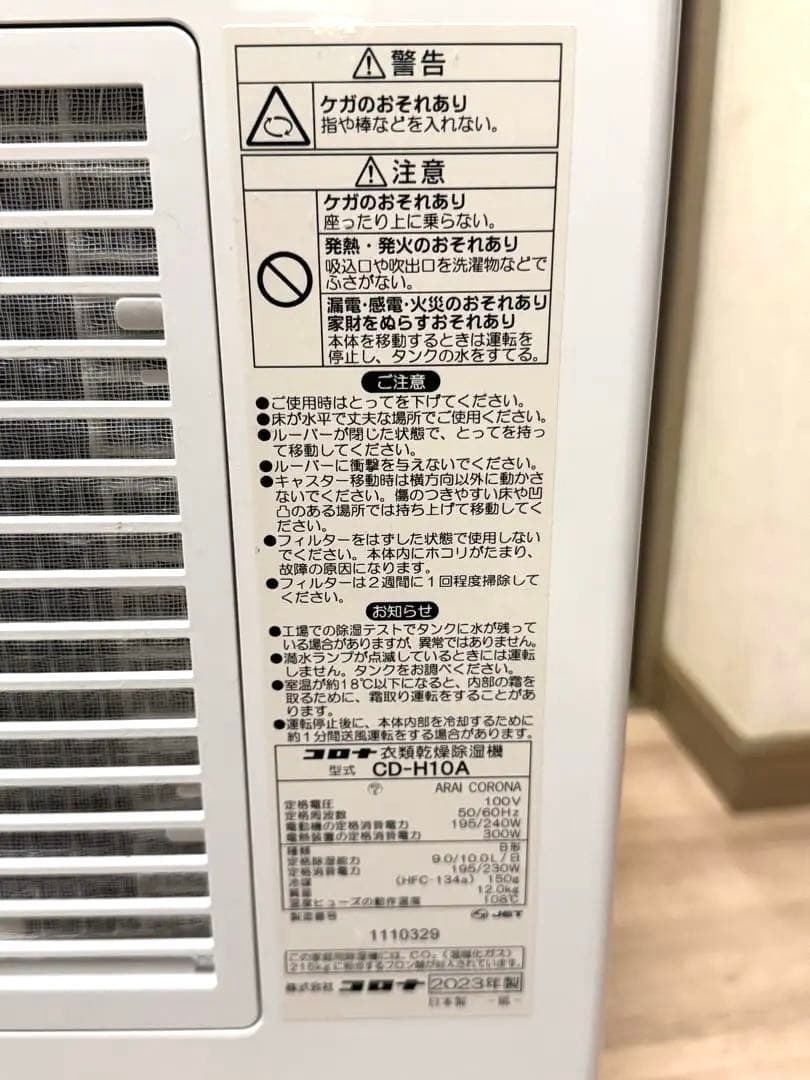 ⚠警告
ケガのおそれあり
指や棒などを入れない。
⚠注意
ケガのおそれあり
座ったり上に乗らない。
発熱・発火のおそれあり
吸込口や吹出口を洗濯物などで
ふさがない。
漏電・感電・火災のおそれあり
家財をぬらすおそれあり
本体を移動するときは運転を
停止し、タンクの水をすてる。
ご注意
●ご使用時はとってを下げてください。
●床が水平で丈夫な場所でご使用ください。
●ルーバーが閉じた状態で、とってを持っ
て移動してください。
●ルーバーに衝撃を与えないでください。
●キャスター移動時は横方向以外に動かさ
ないでください。傷のつきやすい床や凹
凸のある場所では持ち上げて移動してく
ださい。
●フィルターをはずした状態で使用しない
でください。本体内にホコリがたまり、
故障の原因になります。
●フィルターは2週間に1回程度掃除して
ください。
お知らせ
●工場での除湿テストでタンクに水が残って
いる場合がありますが、異常ではありません。
●満水ランプが点滅しているときには運転
しません。タンクをお調べください。
●室温が約18℃以下になると、内部の霜を
取るために、霜取り運転をすることがあ
ります。
●運転停止後に、本体内部を冷却するために
約1分間送風運転をする場合があります。
コロナ 衣類乾燥除湿機
型式 CD-H10A
ARAI CORONA
定格電圧 100V
定格周波数 50/60Hz
電動機の定格消費電力 195/240W
電熱装置の定格消費電力 300W
種類 B形
定格除湿能力 9.0/10.0L/日
定格消費電力 195/230W
冷媒 (HFC-134a) 150g
質量 12.0kg
温度ヒューズの動作温度 108℃
製造番号 JET
1110329
株式会社 コロナ 2023年製